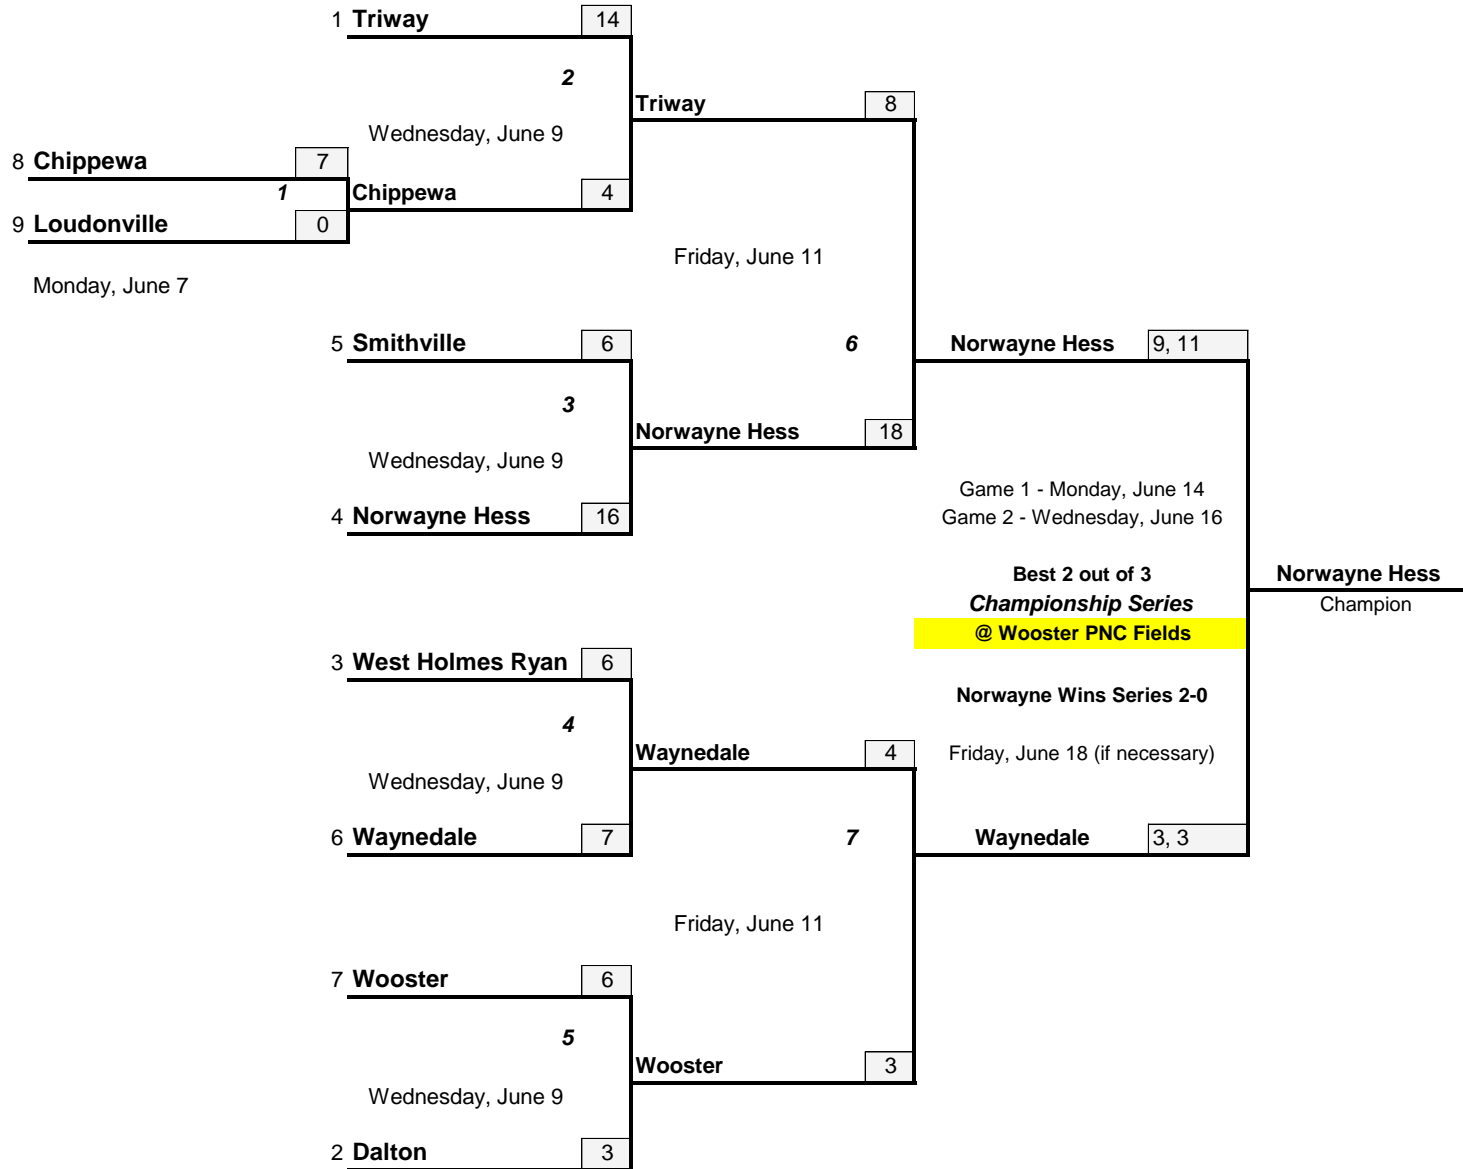 1 Triway 14
2
Triway 8
Wednesday, June 9
8 Chippewa 7
1 Chippewa 4
9 Loudonville 0
Friday, June 11
Monday, June 7
5 Smithville 6
6 Norwayne Hess 9, 11
3
Norwayne Hess 18
Wednesday, June 9
Game 1 - Monday, June 14
4 Norwayne Hess 16
Game 2 - Wednesday, June 16
Best 2 out of 3
Norwayne Hess
Championship Series
Champion
@ Wooster PNC Fields
3 West Holmes Ryan 6
Norwayne Wins Series 2-0
4
Waynedale 4
Friday, June 18 (if necessary)
Wednesday, June 9
6 Waynedale 7
7 Waynedale 3, 3
Friday, June 11
7 Wooster 6
5
Wooster 3
Wednesday, June 9
2 Dalton 3